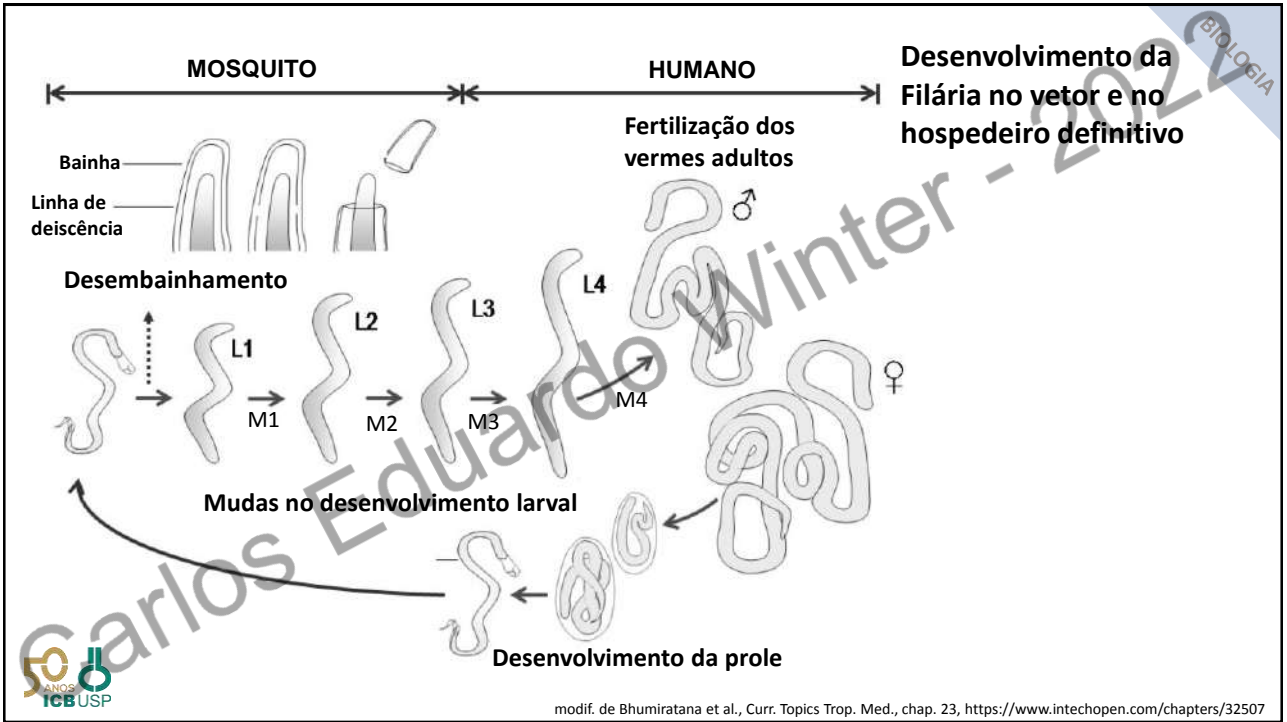 BIOLOGIA
Desenvolvimento da
Filária no vetor e no
hospedeiro definitivo
MOSQUITO
HUMANO
Fertilização dos
vermes adultos
Bainha
Linha de
deiscência
♂
Desembainhamento
L1
L2
L3
L4
♀
M1
M2
M3
M4
Mudas no desenvolvimento larval
Desenvolvimento da prole
Carlos Eduardo Winter - 2022
50
ANOS
ICBUSP
modif. de Bhumiratana et al., Curr. Topics Trop. Med., chap. 23, https://www.intechopen.com/chapters/32507